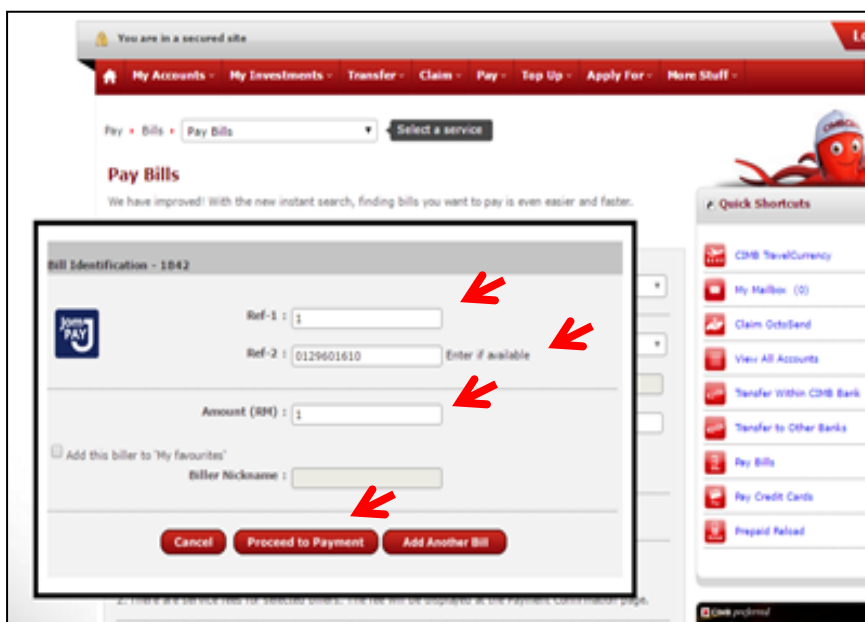 You are in a secured site
Lo
My Accounts My Investments Transfer Claim Pay Top Up Apply For More Stuff
Pay Bills Pay Bills Select a service
CIMBClicks
Pay Bills
We have improved! With the new instant search, finding bills you want to pay is even easier and faster.
Bill Identification - 1842
Jom PAY
Ref-1 : 1
Ref-2 : 0129601610 Enter if available
Amount (RM) : 1
Add this biller to 'My favourites'
Biller Nickname :
Cancel Proceed to Payment Add Another Bill
2. There are service fees for selected billers. The fee will be displayed at the Payment Confirmation page.
Quick Shortcuts
CIMB TravelCurrency
My Mailbox (0)
Claim OctoSend
View All Accounts
Transfer Within CIMB Bank
Transfer to Other Banks
Pay Bills
Pay Credit Cards
Prepaid Reload
CIMB preferred